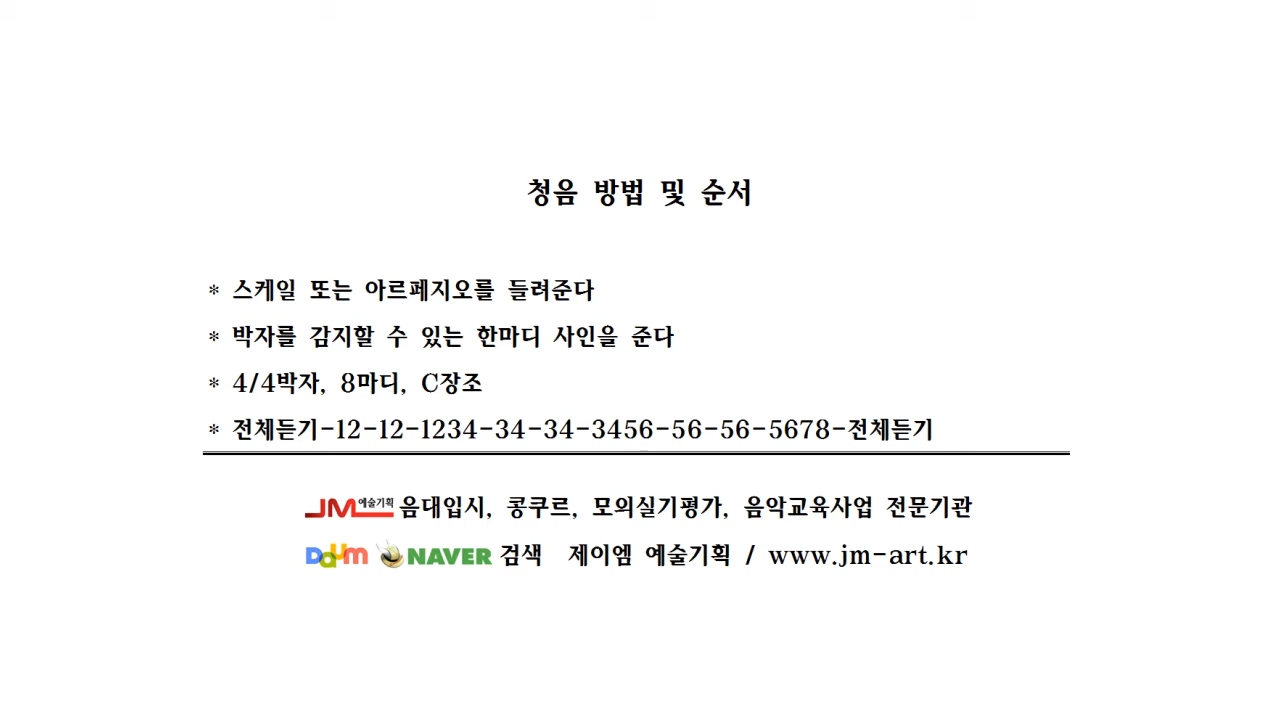 청음 방법 및 순서
* 스케일 또는 아르페지오를 들려준다
* 박자를 감지할 수 있는 한마디 사인을 준다
* 4/4박자, 8마디, C장조
* 전체듣기-12-12-1234-34-34-3456-56-56-5678-전체듣기
JM예술기획 음대입시, 콩쿠르, 모의실기평가, 음악교육사업 전문기관
Daum NAVER 검색 제이엠 예술기획 / www.jm-art.kr